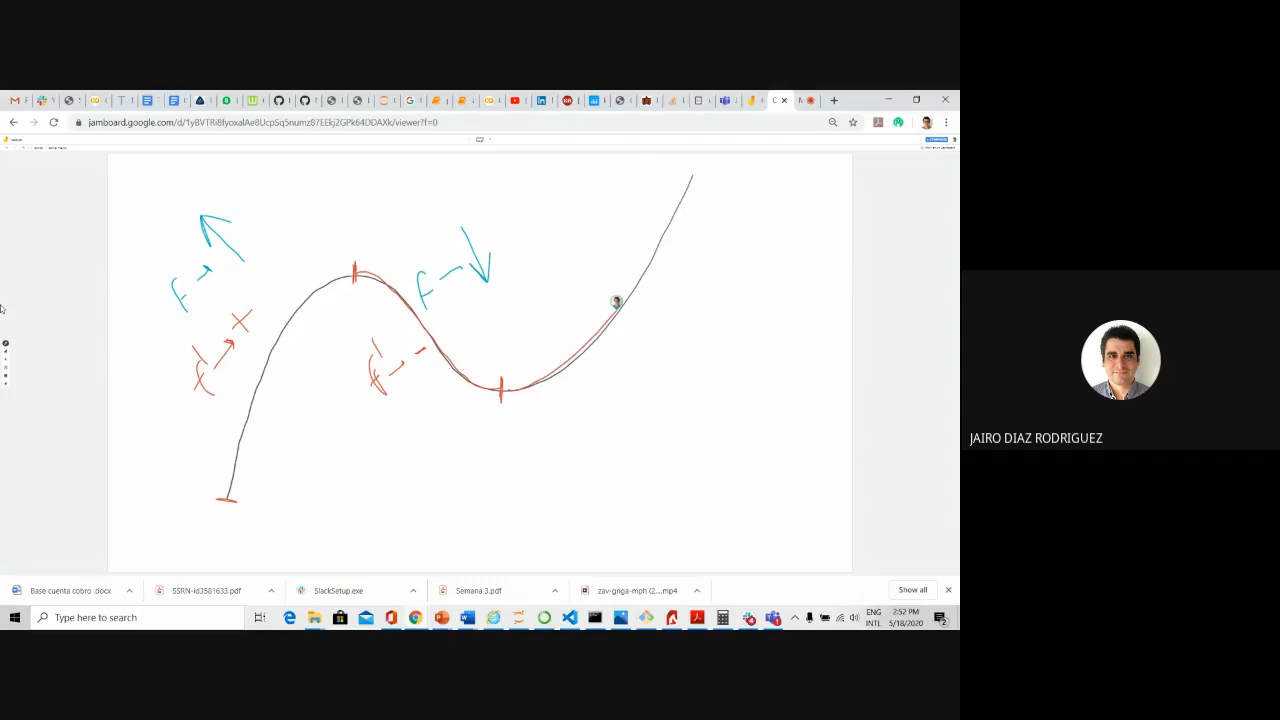 jamboard.google.com/d/1yBVTRi8fyoxalAe8UcpSq5numz87EEkj2GPk64DDAXk/viewer?f=0
F →
F →
f' → X
f' → -
JAIRO DIAZ RODRIGUEZ
Base cuenta cobro .docx
SSRN-id3581633.pdf
SlackSetup.exe
Semana 3.pdf
zav-gnga-mph (2....mp4
Show all
Type here to search
ENG
INTL
2:52 PM
5/18/2020
2